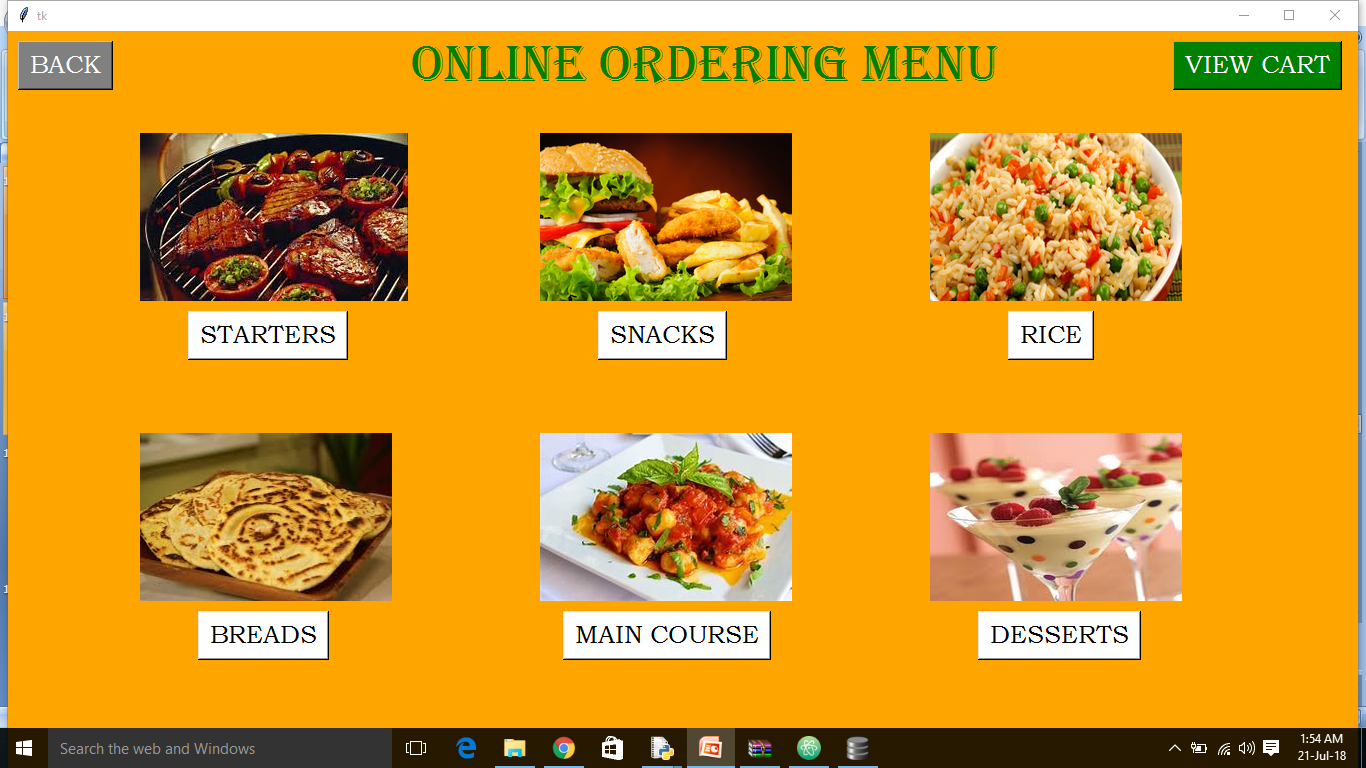 tk
BACK
ONLINE ORDERING MENU
VIEW CART
STARTERS
SNACKS
RICE
BREADS
MAIN COURSE
DESSERTS
Search the web and Windows
1:54 AM
21-Jul-18